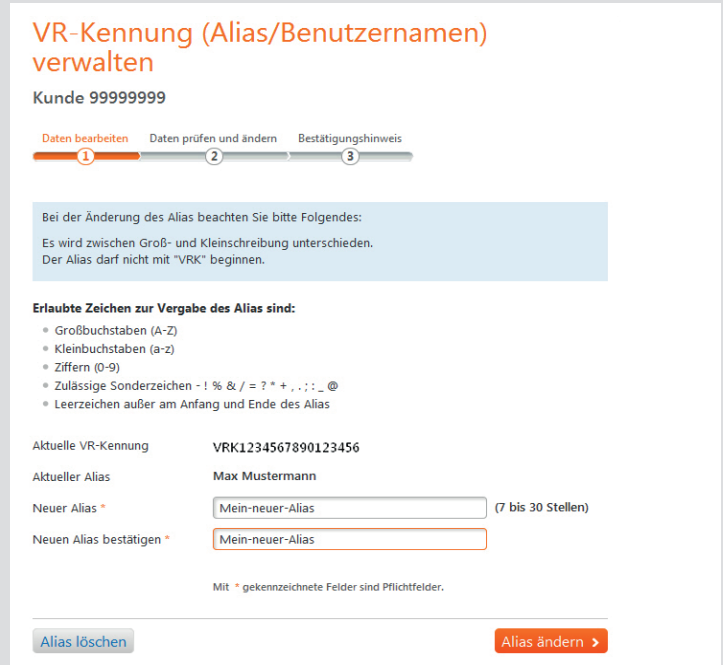 VR-Kennung (Alias/Benutzernamen)
verwalten
Kunde 99999999
Daten bearbeiten Daten prüfen und ändern Bestätigungshinweis
1 2 3
Bei der Änderung des Alias beachten Sie bitte Folgendes:
Es wird zwischen Groß- und Kleinschreibung unterschieden.
Der Alias darf nicht mit "VRK" beginnen.
Erlaubte Zeichen zur Vergabe des Alias sind:
Großbuchstaben (A-Z)
Kleinbuchstaben (a-z)
Ziffern (0-9)
Zulässige Sonderzeichen - ! % & / = ? * + , . ; : _ @
Leerzeichen außer am Anfang und Ende des Alias
Aktuelle VR-Kennung VRK1234567890123456
Aktueller Alias Max Mustermann
Neuer Alias * Mein-neuer-Alias (7 bis 30 Stellen)
Neuen Alias bestätigen * Mein-neuer-Alias
Mit * gekennzeichnete Felder sind Pflichtfelder.
Alias löschen Alias ändern >